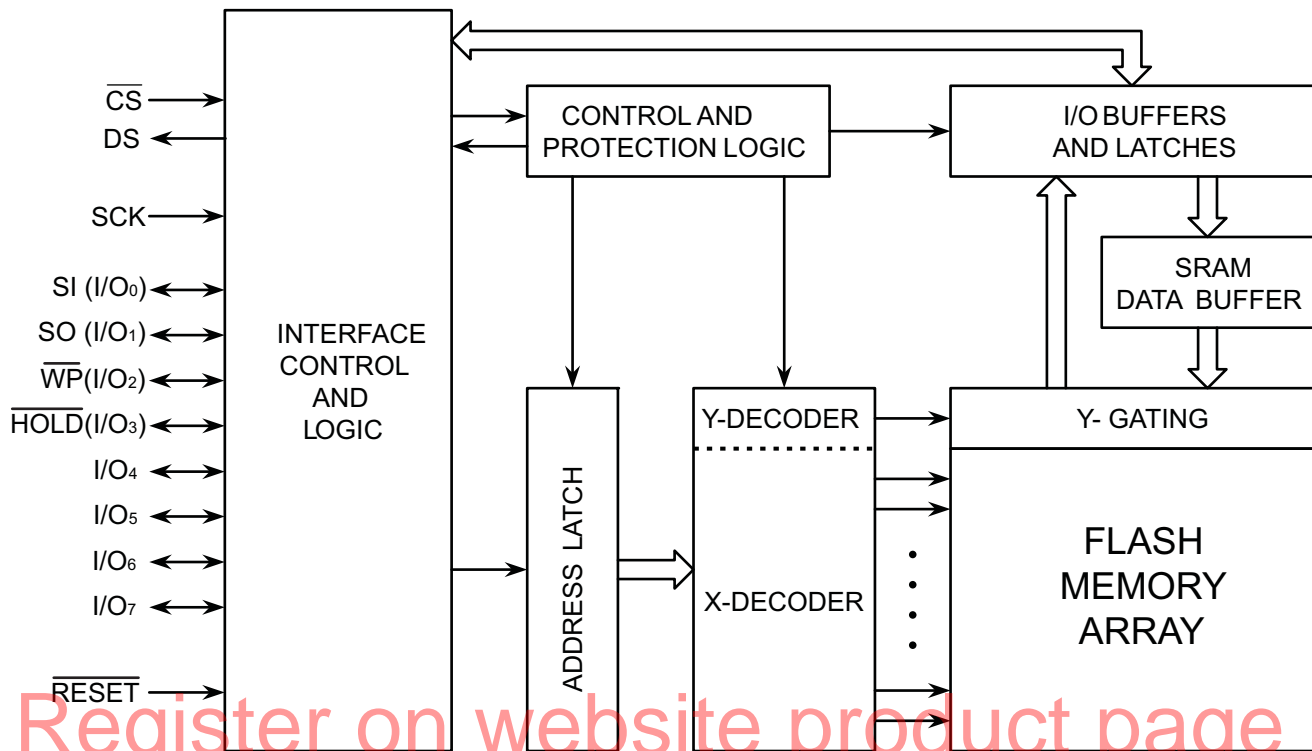 CS
DS
SCK
SI (I/O0)
SO (I/O1)
WP(I/O2)
HOLD(I/O3)
I/O4
I/O5
I/O6
I/O7
RESET
INTERFACE
CONTROL
AND
LOGIC
CONTROL AND
PROTECTION LOGIC
I/O BUFFERS
AND LATCHES
SRAM
DATA BUFFER
ADDRESS LATCH
Y-DECODER
X-DECODER
Y- GATING
FLASH
MEMORY
ARRAY
Register on website product page